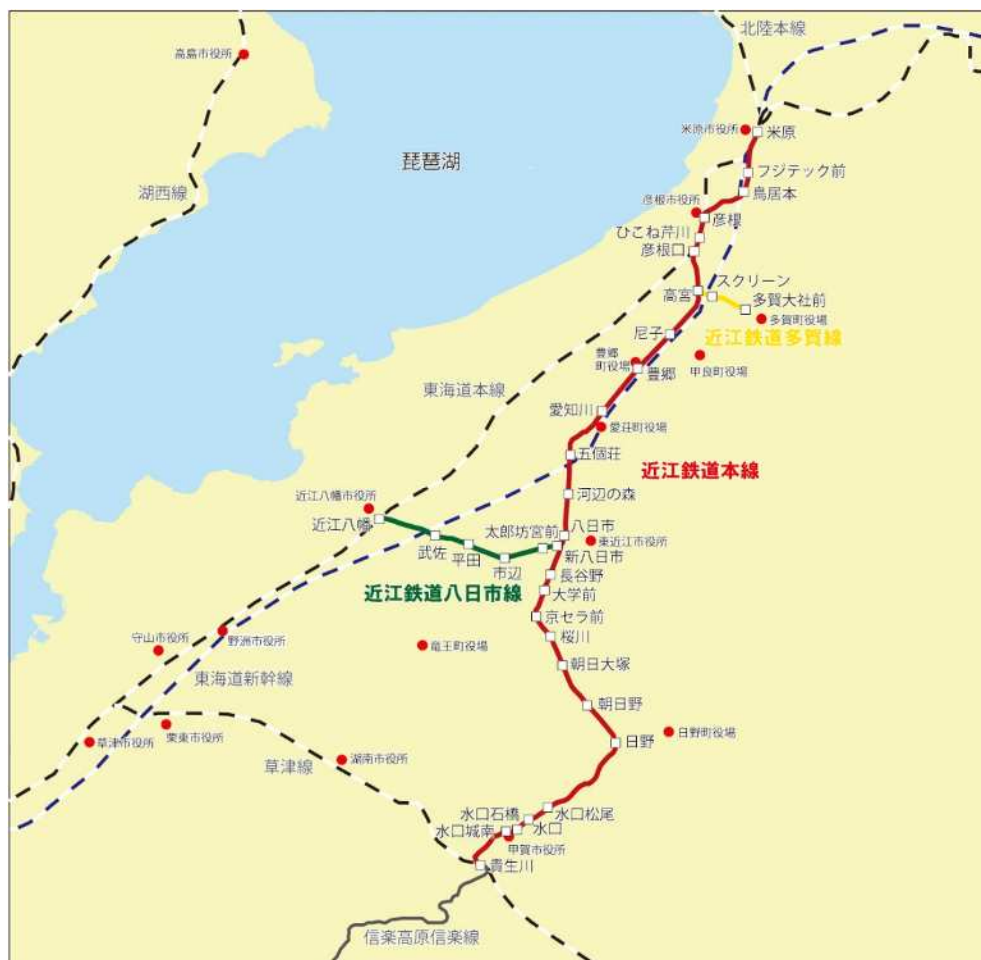 北陸本線
高島市役所
米原市役所
米原
琵琶湖
フジテック前
湖西線
鳥居本
彦根市役所
彦根
ひこね芹川
彦根口
スクリーン
高宮
多賀大社前
多賀町役場
尼子
近江鉄道多賀線
豊郷
町役場
豊郷
甲良町役場
東海道本線
愛知川
愛荘町役場
五個荘
近江鉄道本線
河辺の森
近江八幡市役所
近江八幡
太郎坊宮前
八日市
東近江市役所
武佐
平田
市辺
新八日市
長谷野
近江鉄道八日市線
大学前
京セラ前
守山市役所
野洲市役所
桜川
竜王町役場
朝日大塚
東海道新幹線
朝日野
栗東市役所
草津市役所
日野
日野町役場
湖南市役所
草津線
水口石橋
水口松尾
水口城南
水口
甲賀市役所
貴生川
信楽高原信楽線